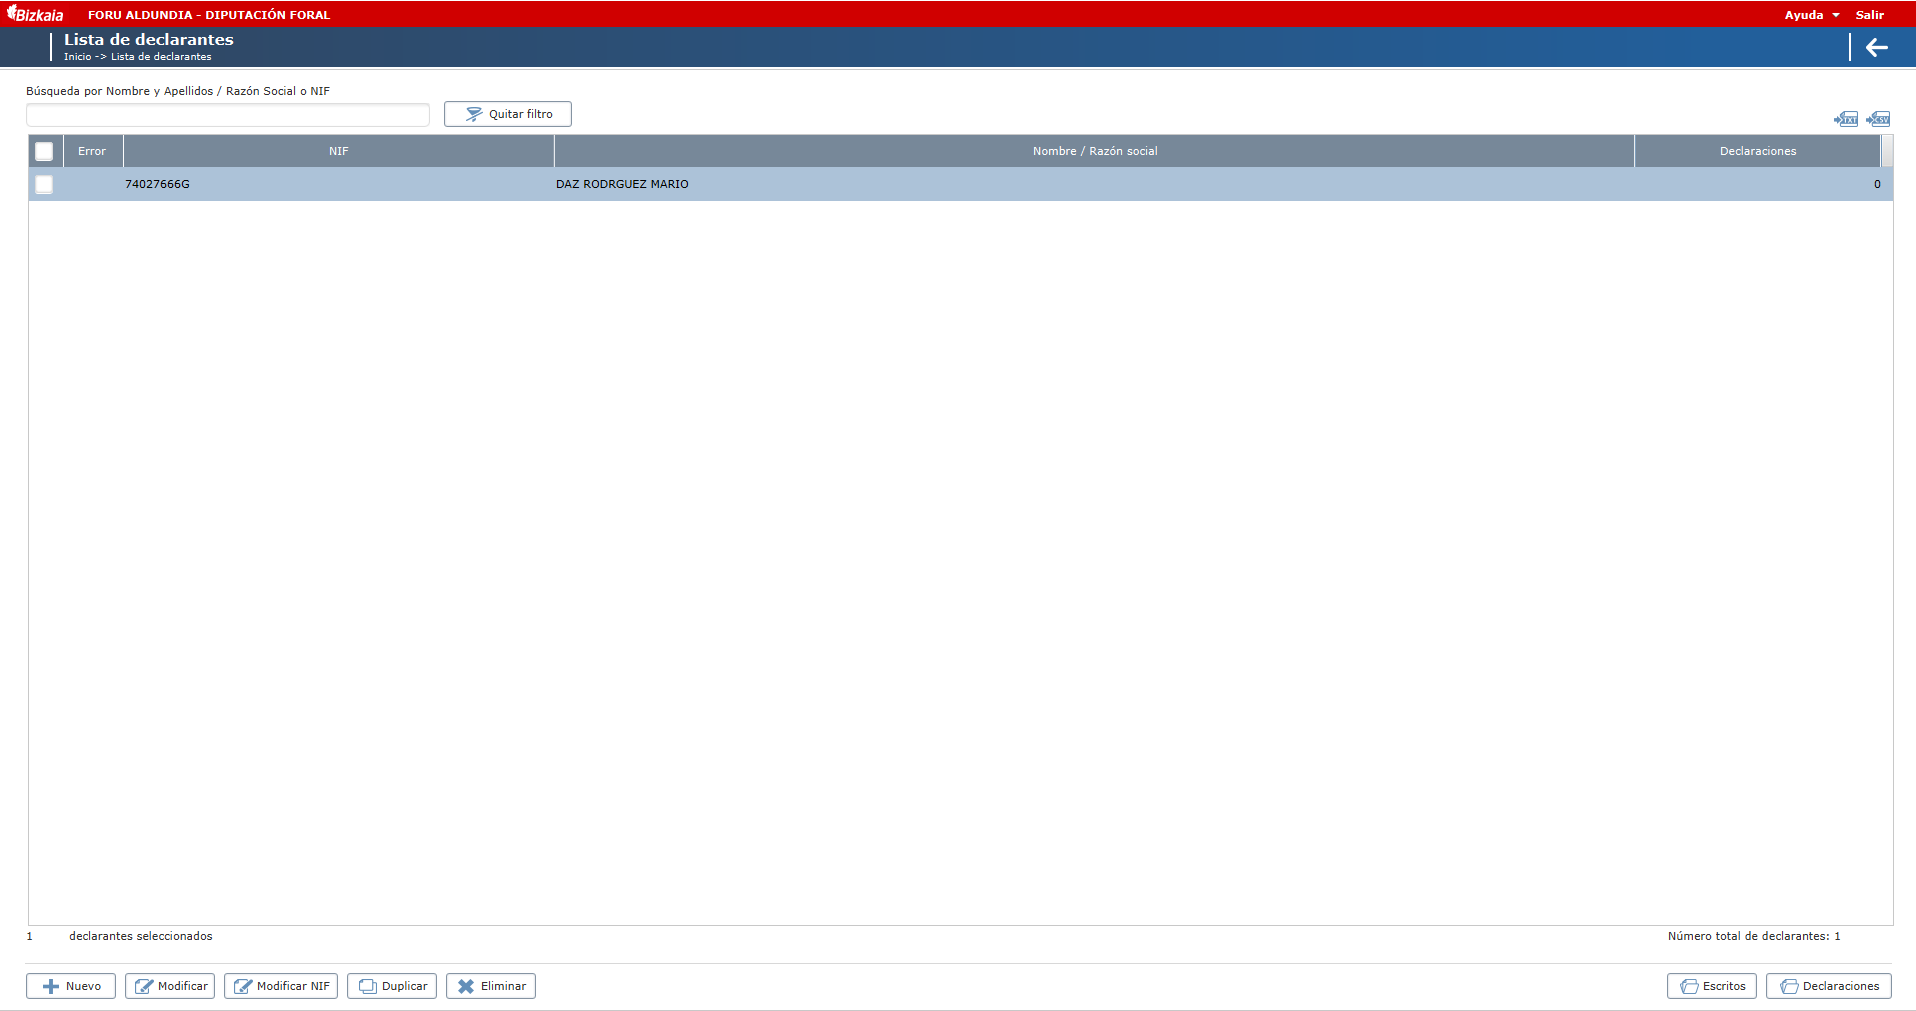 Bizkaia FORU ALDUNDIA - DIPUTACIÓN FORAL Ayuda Salir
Lista de declarantes
Inicio -> Lista de declarantes
Búsqueda por Nombre y Apellidos / Razón Social o NIF
Quitar filtro
TXT CSV
Error NIF Nombre / Razón social Declaraciones
74027666G DAZ RODRGUEZ MARIO 0
1 declarantes seleccionados Número total de declarantes: 1
Nuevo Modificar Modificar NIF Duplicar Eliminar Escritos Declaraciones